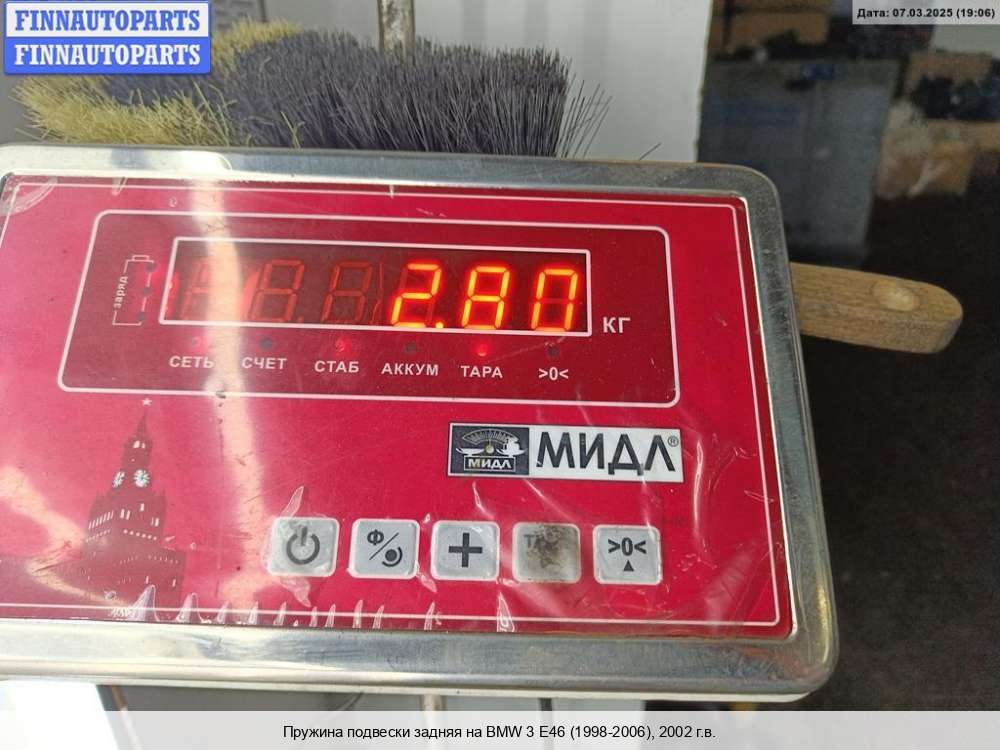 FINNAUTOPARTS
FINNAUTOPARTS
Дата: 07.03.2025 (19:06)
заряд
2.80
КГ
СЕТЬ СЧЕТ СТАБ АККУМ ТАРА >0<
МИДЛ МИДЛ®
Ф/ + >0<
Пружина подвески задняя на BMW 3 E46 (1998-2006), 2002 г.в.